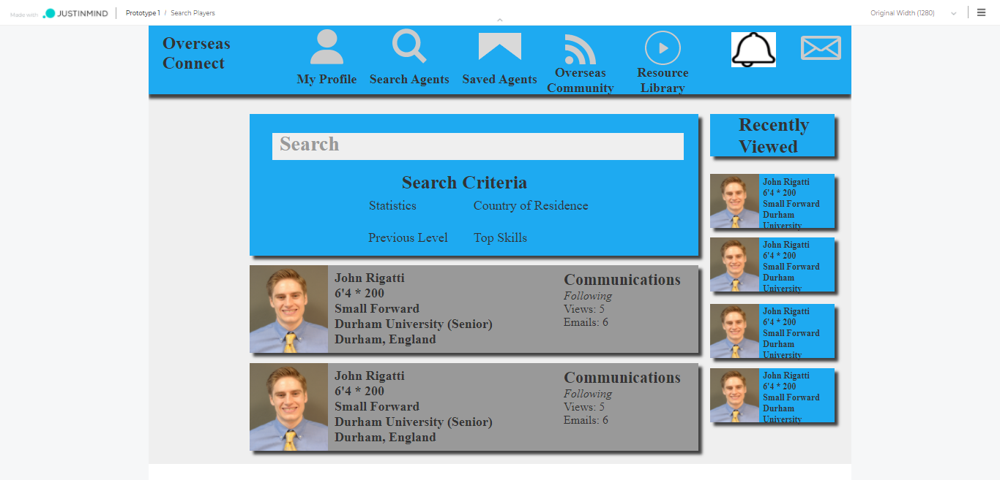 Made with JUSTINMIND Prototype 1 / Search Players Original Width (1280)
Overseas
Connect
My Profile
Search Agents
Saved Agents
Overseas
Community
Resource
Library
Search
Search Criteria
Statistics Country of Residence
Previous Level Top Skills
John Rigatti
6'4 * 200
Small Forward
Durham University (Senior)
Durham, England
Communications
Following
Views: 5
Emails: 6
John Rigatti
6'4 * 200
Small Forward
Durham University (Senior)
Durham, England
Communications
Following
Views: 5
Emails: 6
Recently
Viewed
John Rigatti
6'4 * 200
Small Forward
Durham
University
John Rigatti
6'4 * 200
Small Forward
Durham
University
John Rigatti
6'4 * 200
Small Forward
Durham
University
John Rigatti
6'4 * 200
Small Forward
Durham
University